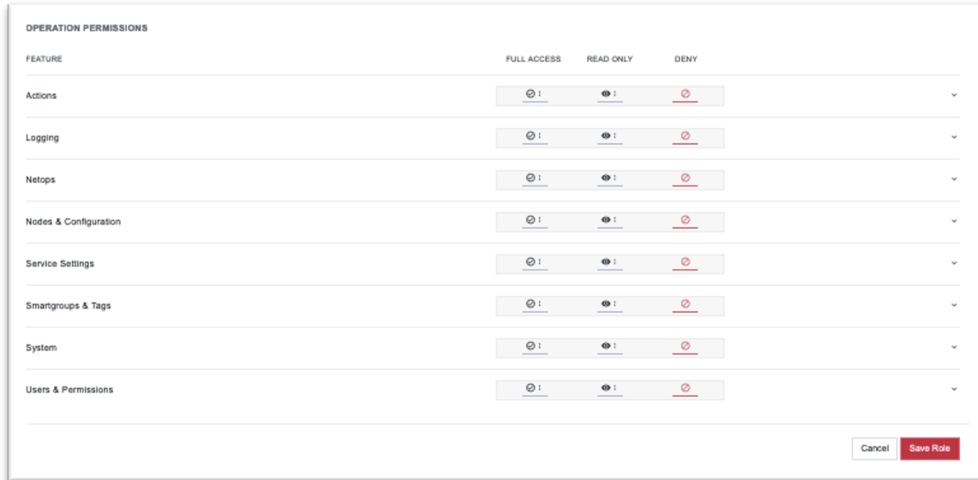 OPERATION PERMISSIONS
FEATURE FULL ACCESS READ ONLY DENY
Actions
Logging
Netops
Nodes & Configuration
Service Settings
Smartgroups & Tags
System
Users & Permissions
Cancel Save Role